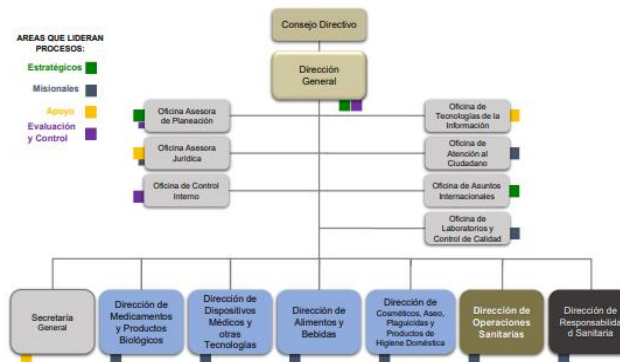 Consejo Directivo
AREAS QUE LIDERAN
PROCESOS:
Estratégicos
Misionales
Apoyo
Evaluación
y Control
Dirección
General
Oficina Asesora
de Planeación
Oficina de
Tecnologías de la
Información
Oficina Asesora
Jurídica
Oficina de
Atención al
Ciudadano
Oficina de Control
Interno
Oficina de Asuntos
Internacionales
Oficina de
Laboratorios y
Control de Calidad
Secretaría
General
Dirección de
Medicamentos
y Productos
Biológicos
Dirección de
Dispositivos
Médicos y
otras
Tecnologías
Dirección de
Alimentos y
Bebidas
Dirección de
Cosméticos, Aseo,
Plaguicidas y
Productos de
Higiene Doméstica
Dirección de
Operaciones
Sanitarias
Dirección de
Responsabilida
d Sanitaria